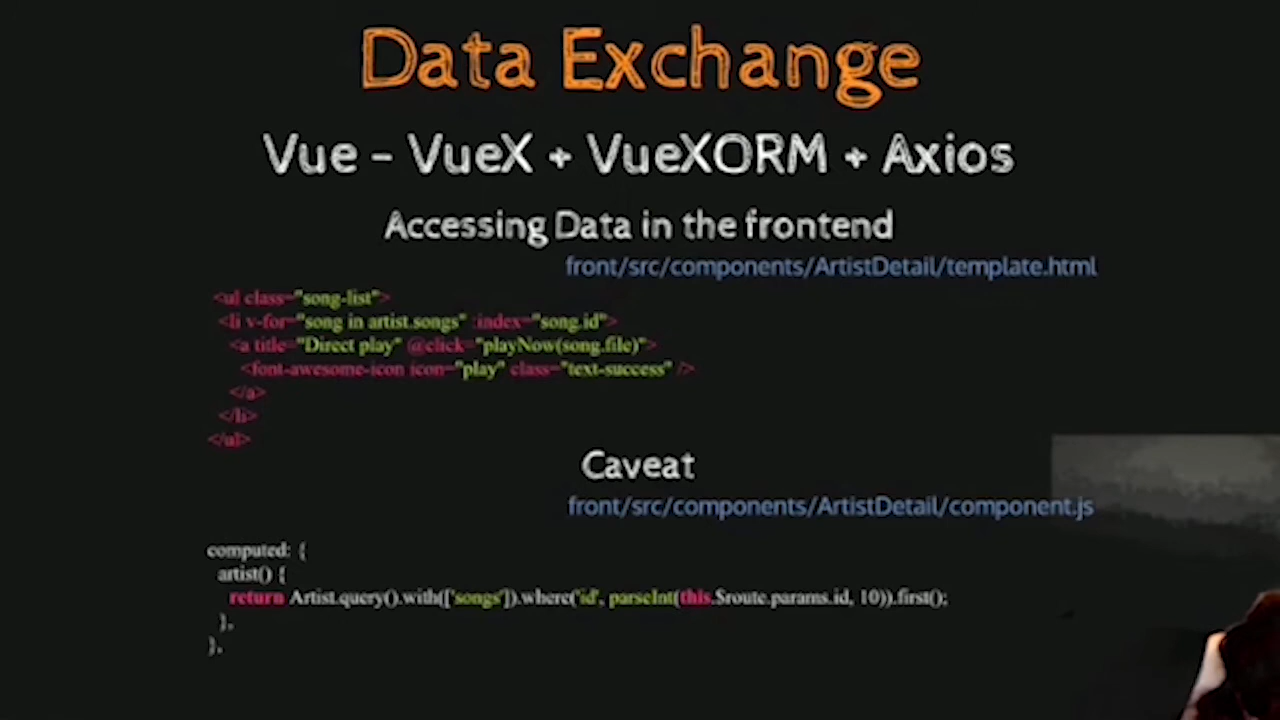 Data Exchange
Vue - VueX + VueXORM + Axios
Accessing Data in the frontend
front/src/components/ArtistDetail/template.html
<ul class="song-list">
<li v-for="song in artist.songs" :index="song.id">
<a title="Direct play" @click="playNow(song.file)">
<font-awesome-icon icon="play" class="text-success" />
</a>
</li>
</ul>
Caveat
front/src/components/ArtistDetail/component.js
computed: {
artist() {
return Artist.query().with(['songs']).where('id', parseInt(this.$route.params.id, 10)).first();
},
},